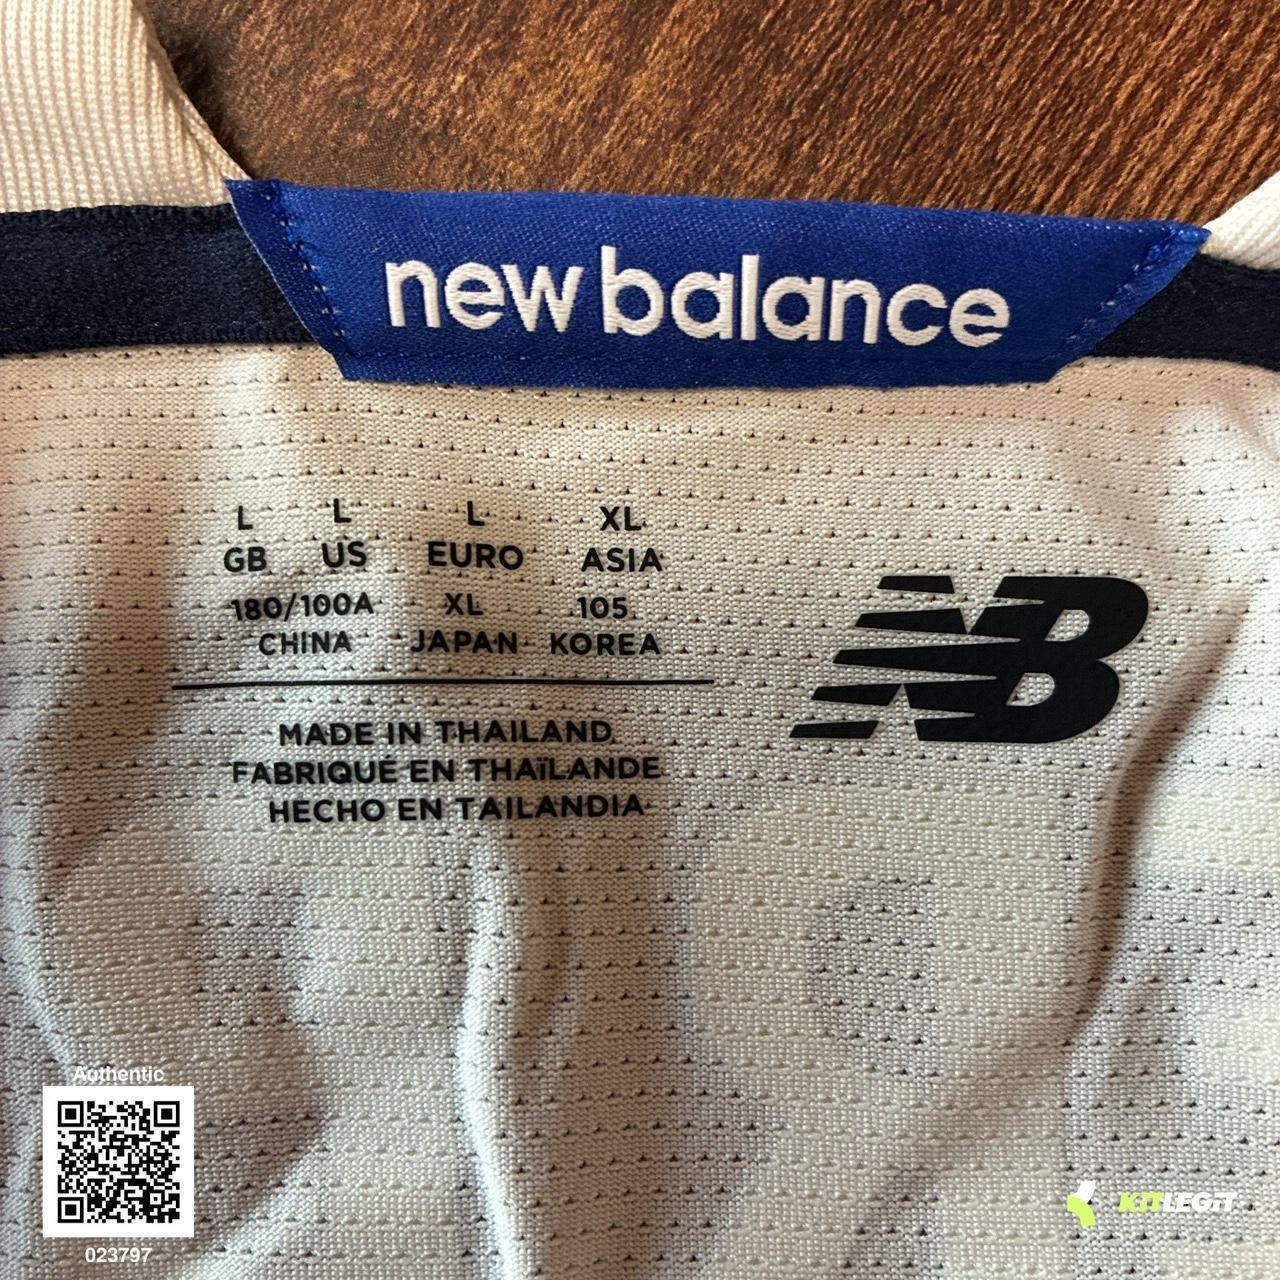 new balance
L L L XL
GB US EURO ASIA
180/100A XL 105
CHINA JAPAN KOREA
NB
MADE IN THAILAND
FABRIQUÉ EN THAÏLANDE
HECHO EN TAILANDIA
Authentic
023797
KiTLEGiT